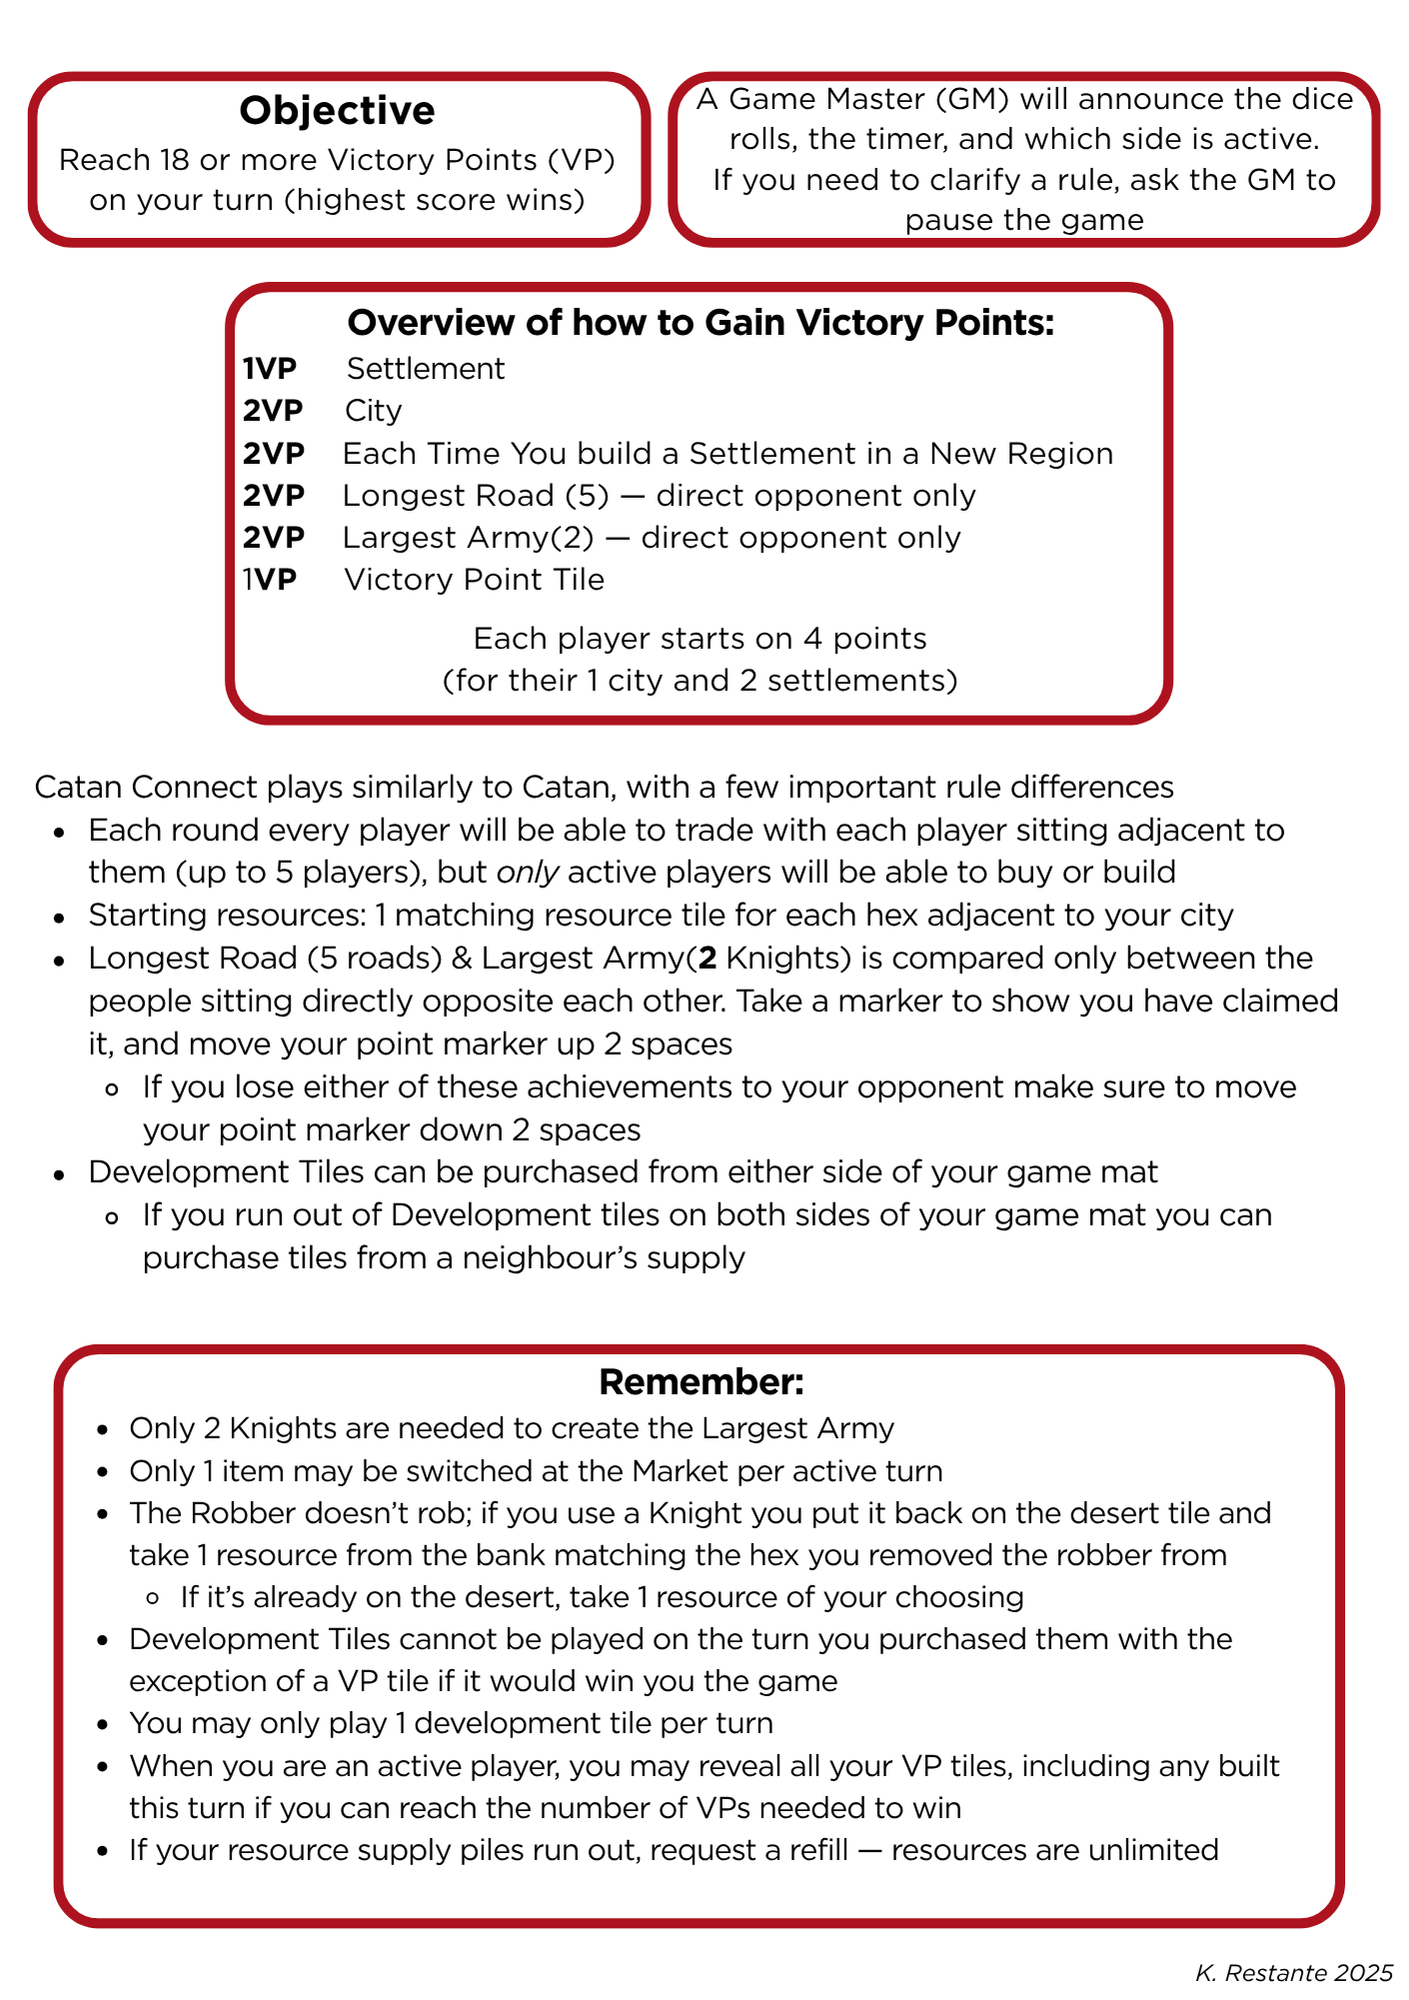 Objective
Reach 18 or more Victory Points (VP)
on your turn (highest score wins)
A Game Master (GM) will announce the dice
rolls, the timer, and which side is active.
If you need to clarify a rule, ask the GM to
pause the game
Overview of how to Gain Victory Points:
1VP Settlement
2VP City
2VP Each Time You build a Settlement in a New Region
2VP Longest Road (5) — direct opponent only
2VP Largest Army(2) — direct opponent only
1VP Victory Point Tile
Each player starts on 4 points
(for their 1 city and 2 settlements)
Catan Connect plays similarly to Catan, with a few important rule differences
• Each round every player will be able to trade with each player sitting adjacent to
them (up to 5 players), but only active players will be able to buy or build
• Starting resources: 1 matching resource tile for each hex adjacent to your city
• Longest Road (5 roads) & Largest Army(2 Knights) is compared only between the
people sitting directly opposite each other. Take a marker to show you have claimed
it, and move your point marker up 2 spaces
◦ If you lose either of these achievements to your opponent make sure to move
your point marker down 2 spaces
• Development Tiles can be purchased from either side of your game mat
◦ If you run out of Development tiles on both sides of your game mat you can
purchase tiles from a neighbour's supply
Remember:
• Only 2 Knights are needed to create the Largest Army
• Only 1 item may be switched at the Market per active turn
• The Robber doesn't rob; if you use a Knight you put it back on the desert tile and
take 1 resource from the bank matching the hex you removed the robber from
◦ If it's already on the desert, take 1 resource of your choosing
• Development Tiles cannot be played on the turn you purchased them with the
exception of a VP tile if it would win you the game
• You may only play 1 development tile per turn
• When you are an active player, you may reveal all your VP tiles, including any built
this turn if you can reach the number of VPs needed to win
• If your resource supply piles run out, request a refill — resources are unlimited
K. Restante 2025